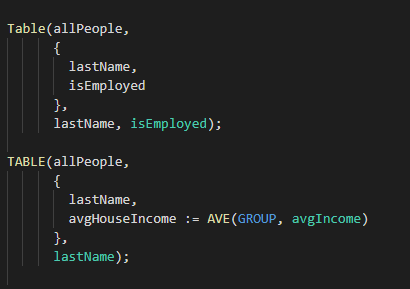 Table(allPeople,
{
lastName,
isEmployed
},
lastName, isEmployed);
TABLE(allPeople,
{
lastName,
avgHouseIncome := AVE(GROUP, avgIncome)
},
lastName);